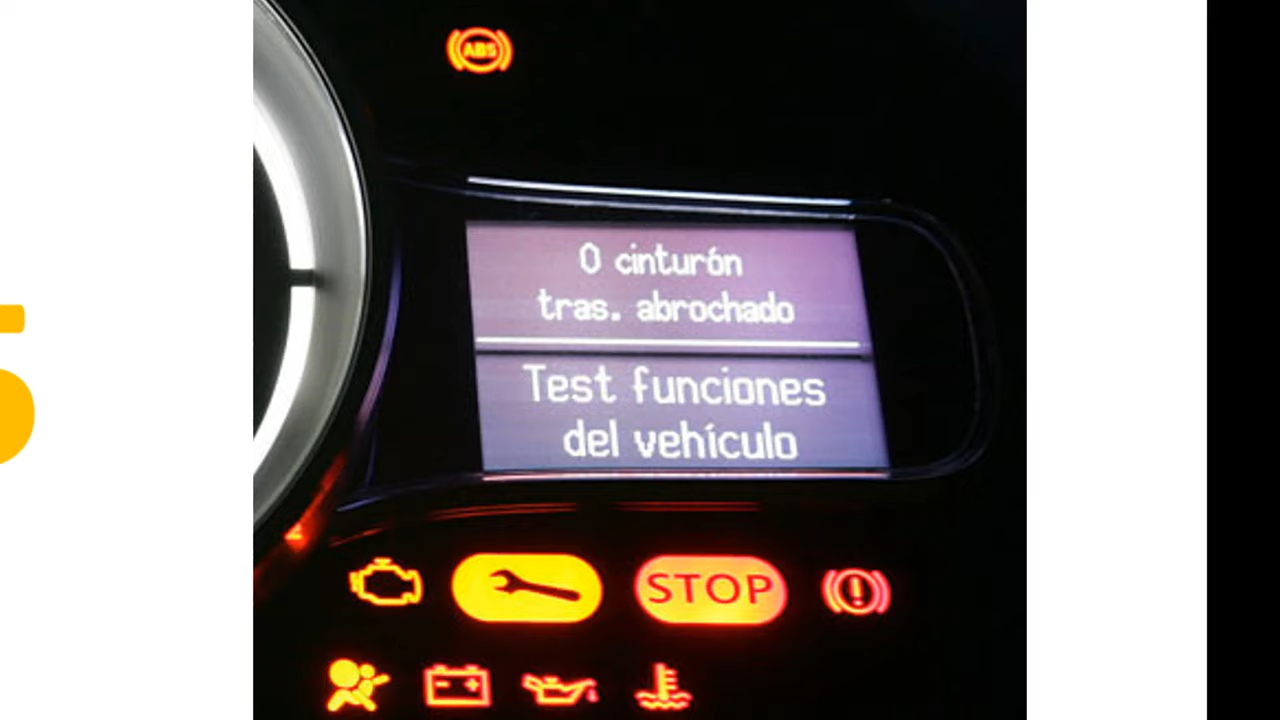 ABS
0 cinturón
tras. abrochado
Test funciones
del vehículo
STOP